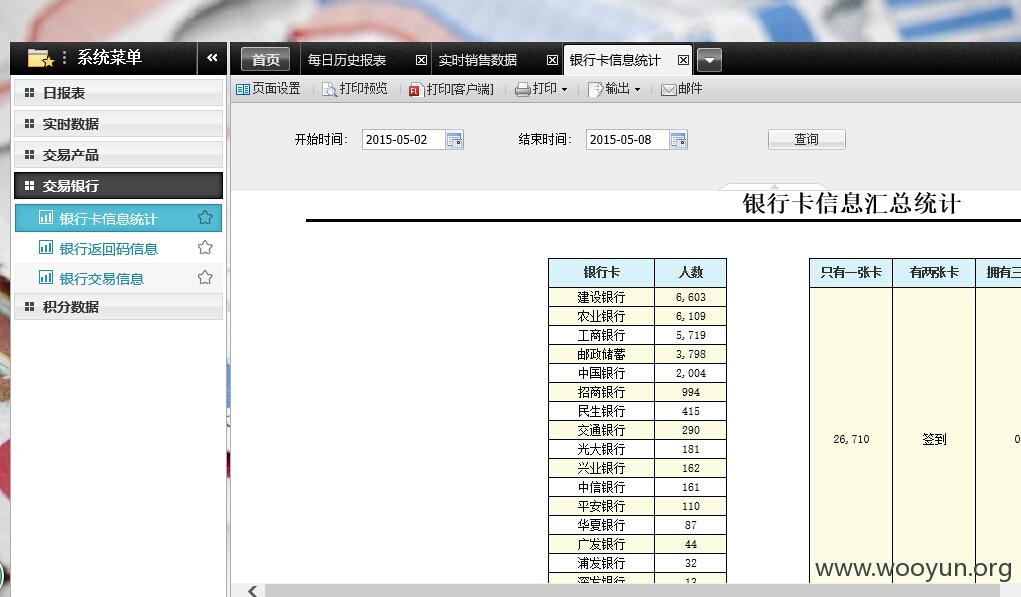 系统菜单 «
首页 每日历史报表 实时销售数据 银行卡信息统计
页面设置 打印预览 打印[客户端] 打印 输出 邮件
日报表
实时数据
交易产品
交易银行
银行卡信息统计
银行返回码信息
银行交易信息
积分数据
开始时间: 2015-05-02 结束时间: 2015-05-08 查询
银行卡信息汇总统计
银行卡 人数
建设银行 6,603
农业银行 6,109
工商银行 5,719
邮政储蓄 3,798
中国银行 2,004
招商银行 994
民生银行 415
交通银行 290
光大银行 181
兴业银行 162
中信银行 161
平安银行 110
华夏银行 87
广发银行 44
浦发银行 32
深发银行 13
只有一张卡 有两张卡 拥有三
26,710 签到 0
www.wooyun.org